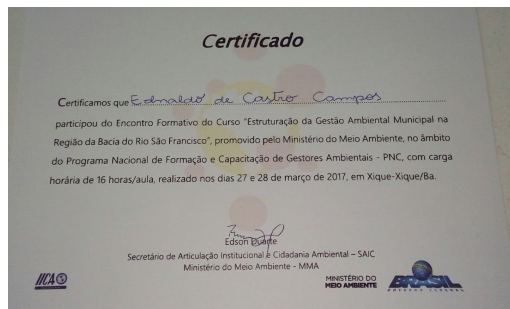 Certificado
Certificamos que Ednaldo de Castro Campos
participou do Encontro Formativo do Curso "Estruturação da Gestão Ambiental Municipal na
Região da Bacia do Rio São Francisco", promovido pelo Ministério do Meio Ambiente, no âmbito
do Programa Nacional de Formação e Capacitação de Gestores Ambientais - PNC, com carga
horária de 16 horas/aula, realizado nos dias 27 e 28 de março de 2017, em Xique-Xique/Ba.
Edson Duarte
Secretário de Articulação Institucional e Cidadania Ambiental – SAIC
Ministério do Meio Ambiente - MMA
IICA
MINISTÉRIO DO
MEIO AMBIENTE
BRASIL
GOVERNO FEDERAL